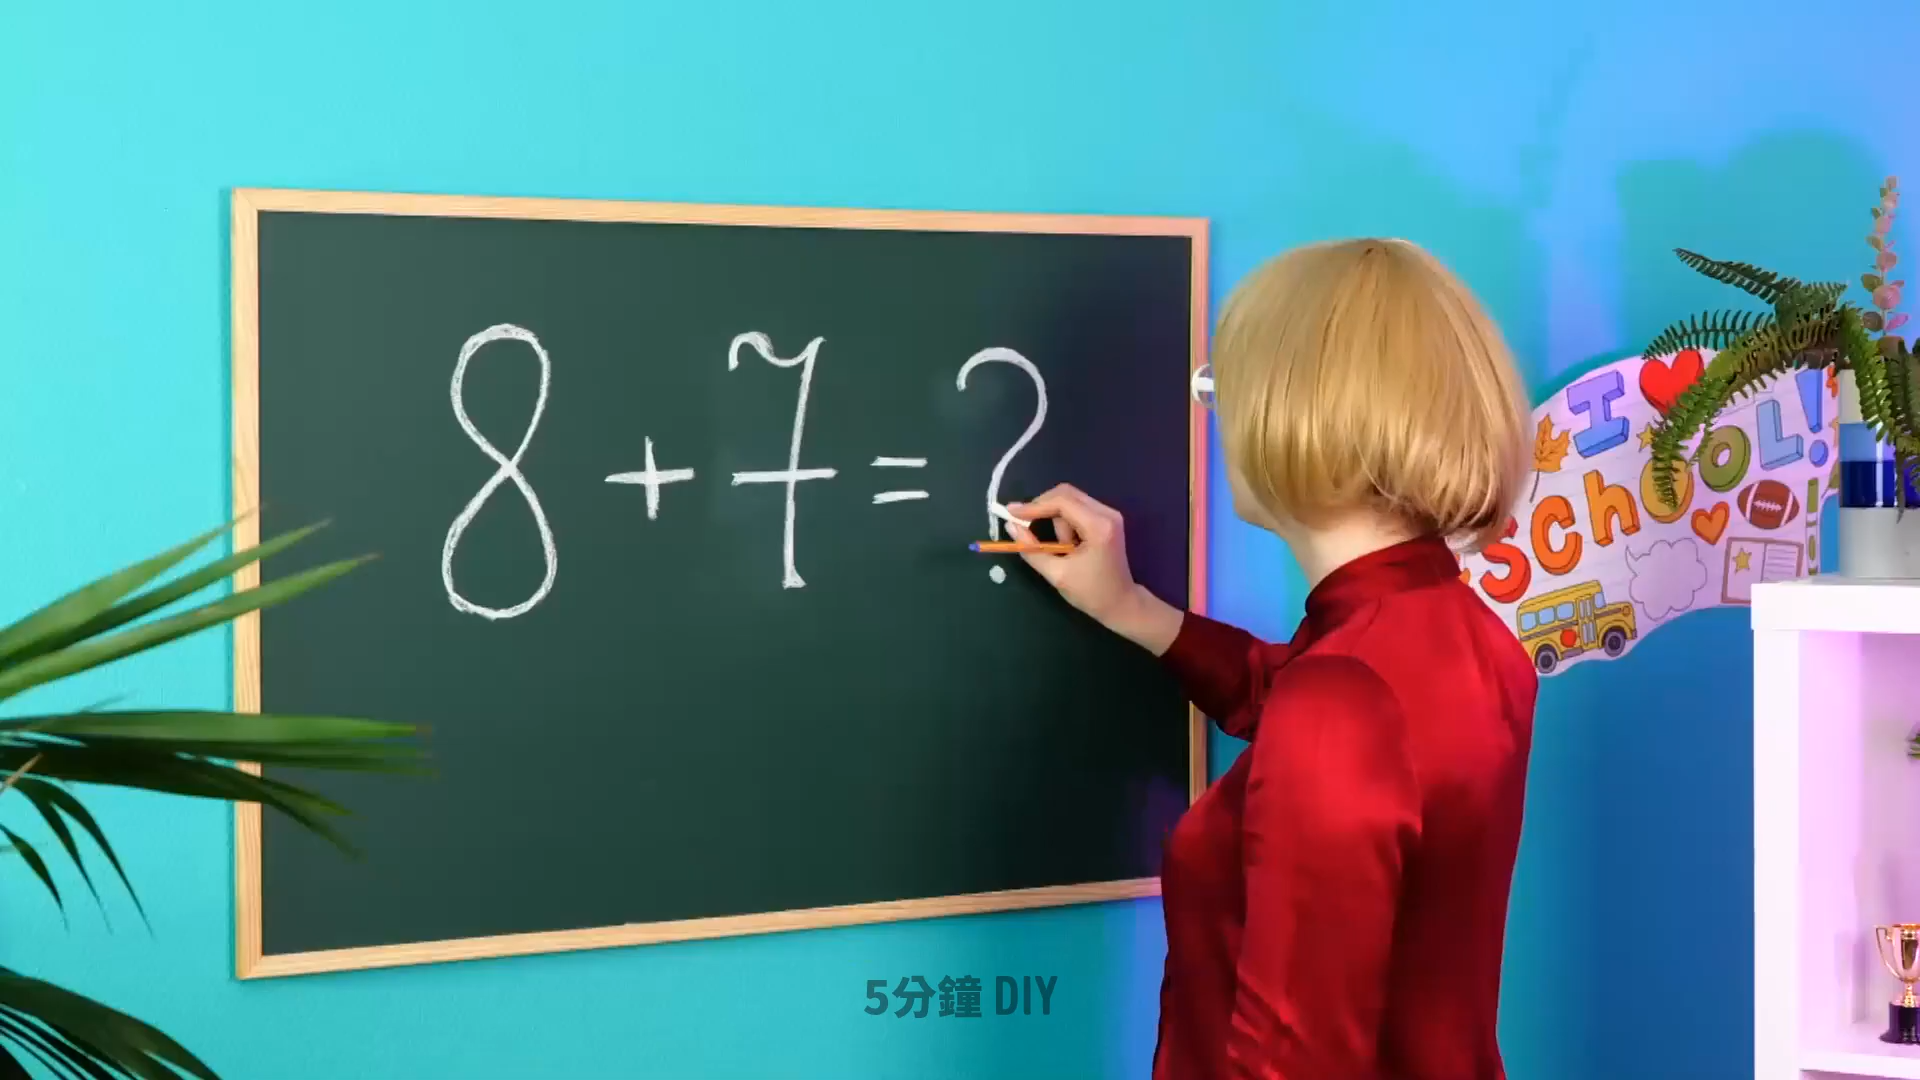 8 + 7 = ?
I ❤ SchOOL!
5分鐘 DIY